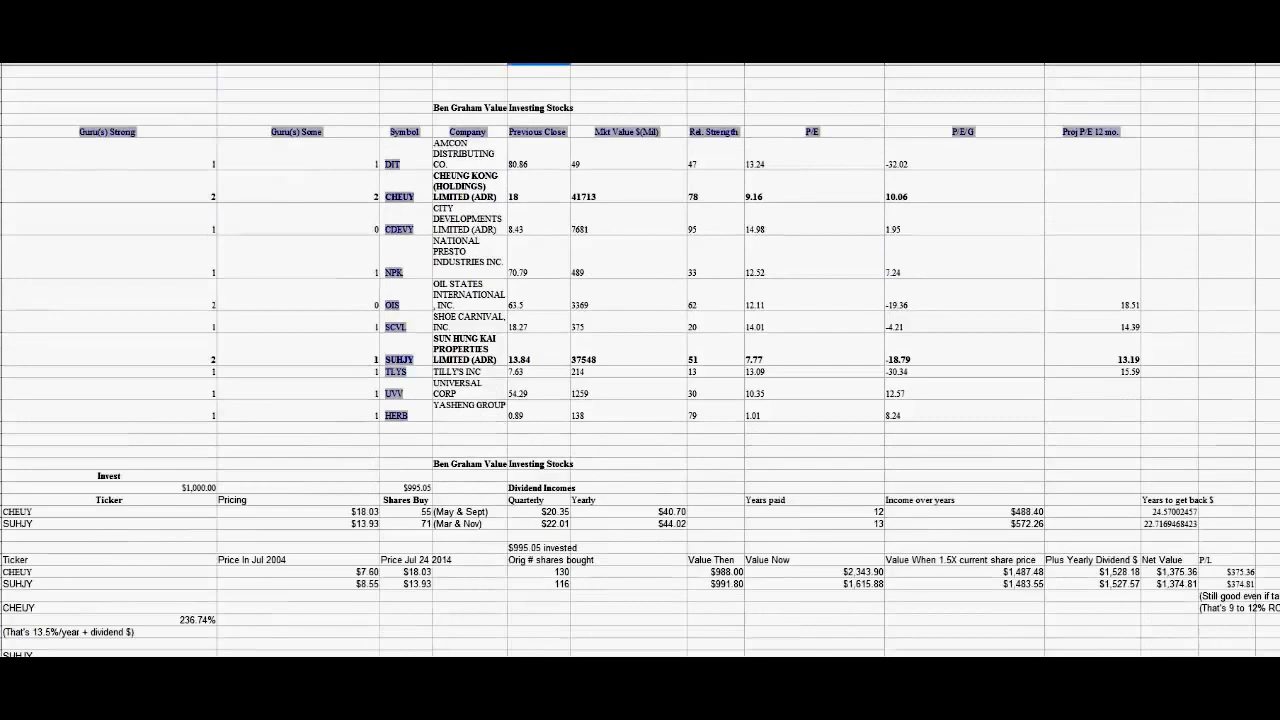 Ben Graham Value Investing Stocks
Guru(s) Strong Guru(s) Some Symbol Company Previous Close Mkt Value $(Mil) Rel. Strength P/E P/E/G Proj P/E 12 mo.
AMCON
DISTRIBUTING
1 1 DIT CO. 80.86 49 47 13.24 -32.02
CHEUNG KONG
(HOLDINGS)
2 2 CHEUY LIMITED (ADR) 18 41713 78 9.16 10.06
CITY
DEVELOPMENTS
1 0 CDEVY LIMITED (ADR) 8.43 7681 95 14.98 1.95
NATIONAL
PRESTO
INDUSTRIES INC.
1 1 NPK 70.79 489 33 12.52 7.24
OIL STATES
INTERNATIONAL
2 0 OIS , INC. 63.5 3369 62 12.11 -19.36 18.51
SHOE CARNIVAL,
1 1 SCVL INC. 18.27 375 20 14.01 -4.21 14.39
SUN HUNG KAI
PROPERTIES
2 1 SUHJY LIMITED (ADR) 13.84 37548 51 7.77 -18.79 13.19
1 1 TLYS TILLY'S INC 7.63 214 13 13.09 -30.34 15.59
UNIVERSAL
1 1 UVV CORP 54.29 1259 30 10.35 12.57
YASHENG GROUP
1 1 HERB 0.89 138 79 1.01 8.24
Ben Graham Value Investing Stocks
Invest
$1,000.00 $995.05 Dividend Incomes
Ticker Pricing Shares Buy Quarterly Yearly Years paid Income over years Years to get back $
CHEUY $18.03 55 (May & Sept) $20.35 $40.70 12 $488.40 24.57002457
SUHJY $13.93 71 (Mar & Nov) $22.01 $44.02 13 $572.26 22.7169468423
$995.05 invested
Ticker Price In Jul 2004 Price Jul 24 2014 Orig # shares bought Value Then Value Now Value When 1.5X current share price Plus Yearly Dividend $ Net Value P/L
CHEUY $7.60 $18.03 130 $988.00 $2,343.90 $1,487.48 $1,528.18 $1,375.36 $375.36
SUHJY $8.55 $13.93 116 $991.80 $1,615.88 $1,483.55 $1,527.57 $1,374.81 $374.81
(Still good even if ta
CHEUY (That's 9 to 12% RO
236.74%
(That's 13.5%/year + dividend $)
SUHJY